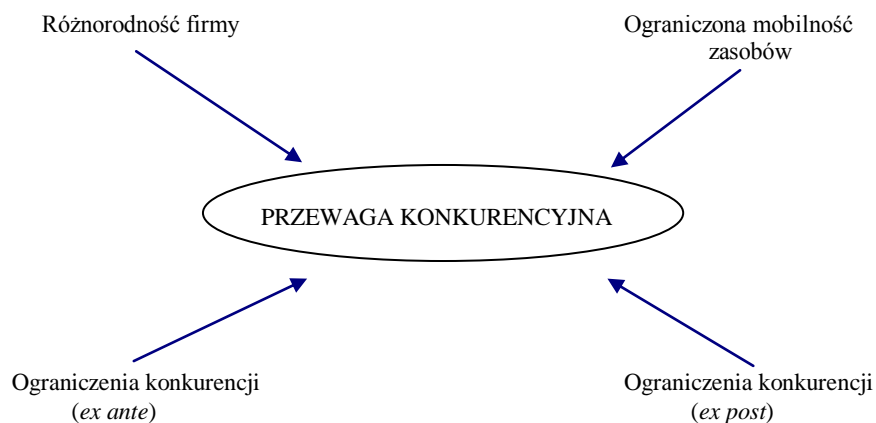 Różnorodność firmy
Ograniczona mobilność
zasobów
PRZEWAGA KONKURENCYJNA
Ograniczenia konkurencji
(ex ante)
Ograniczenia konkurencji
(ex post)